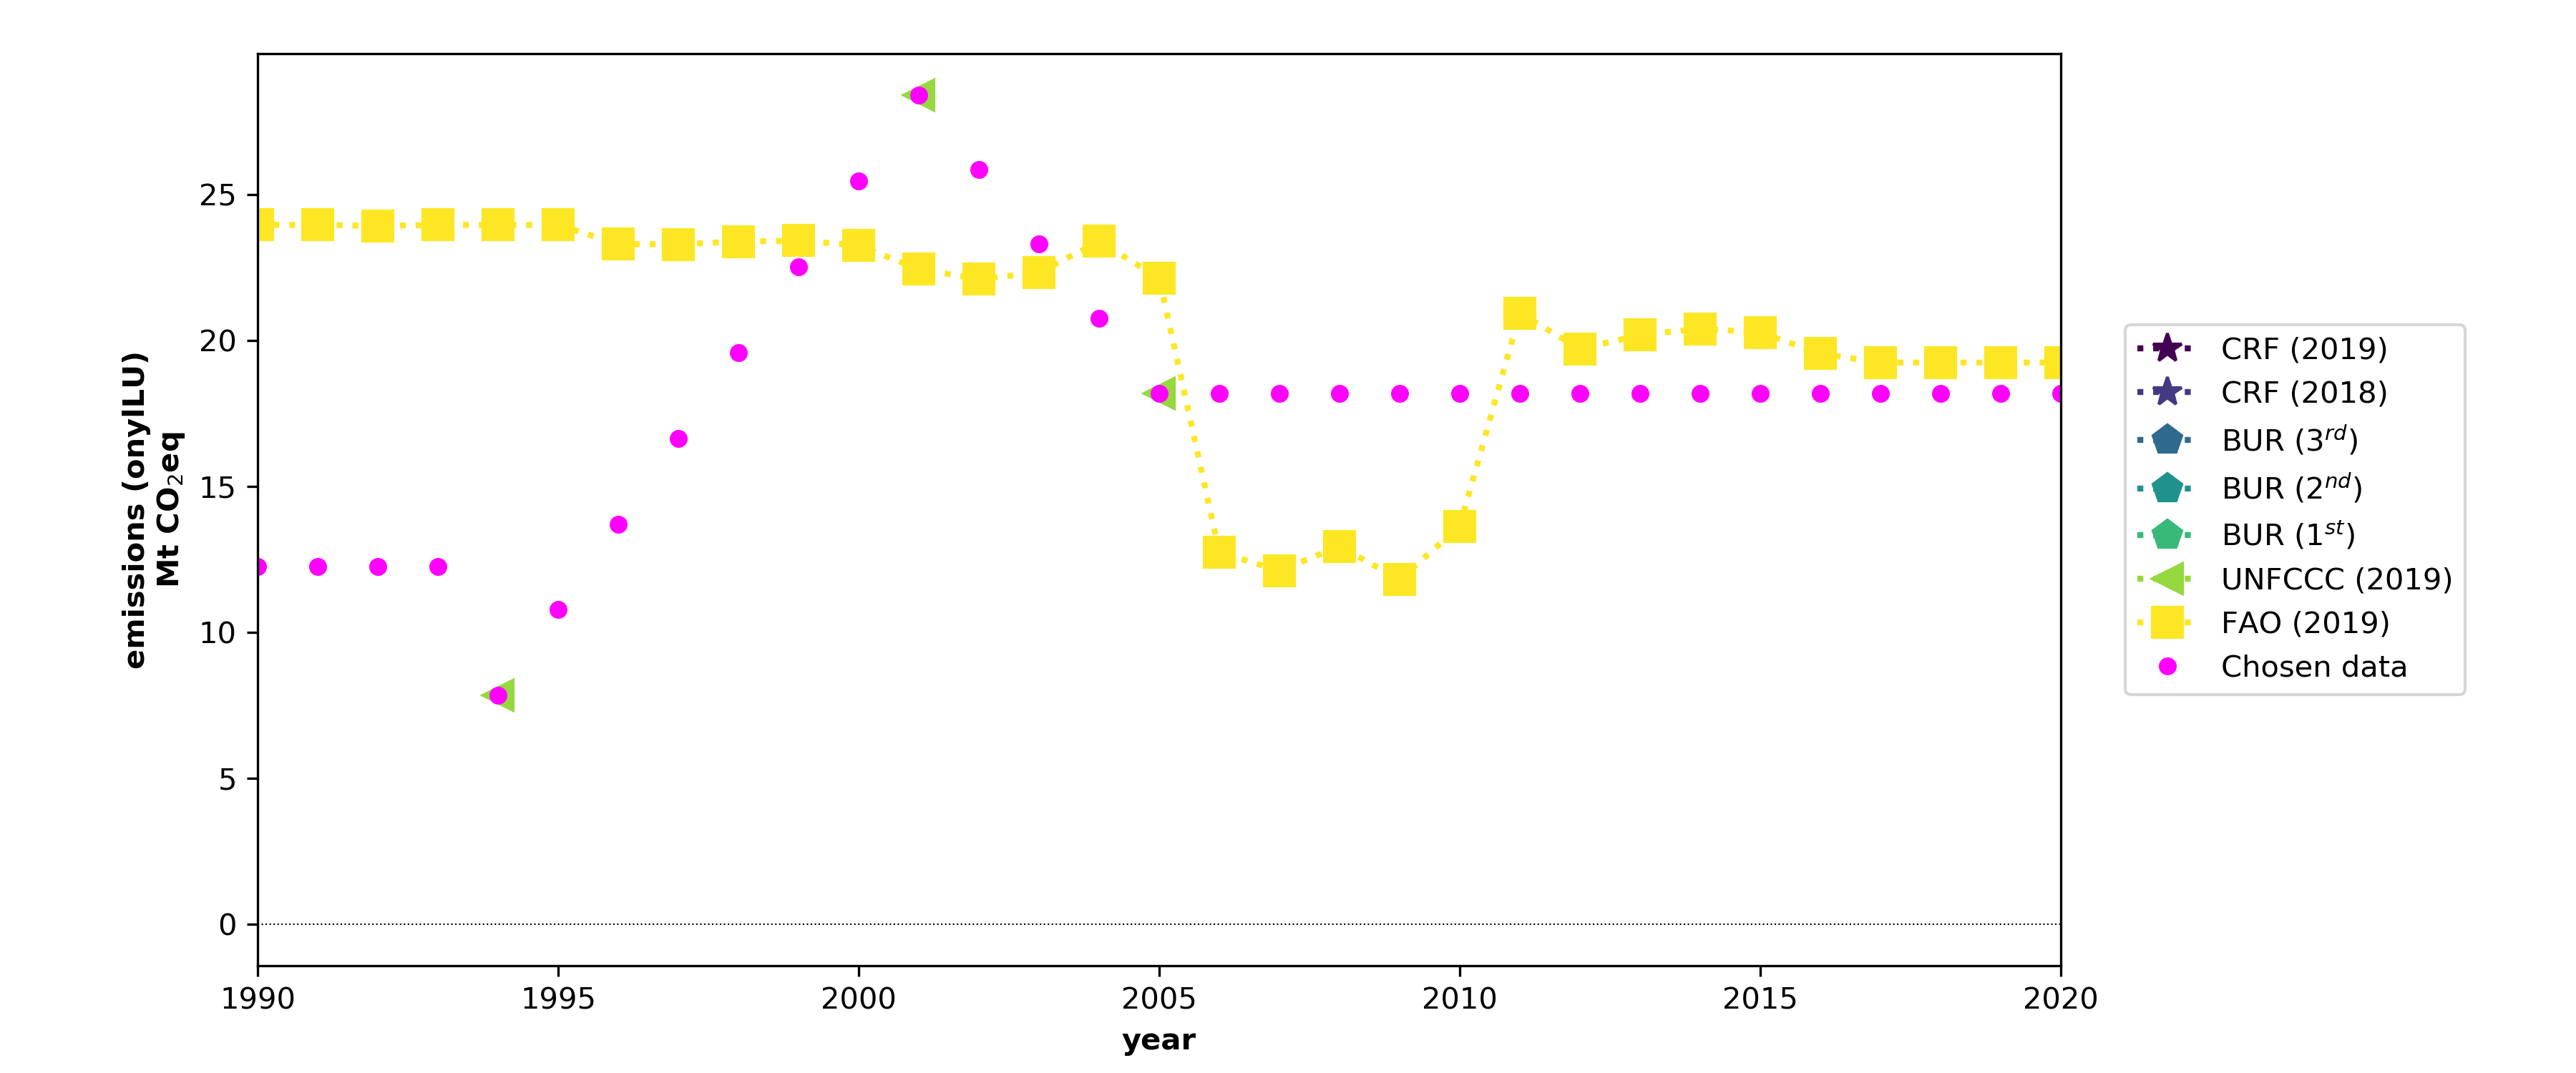 emissions (onylLU)
Mt CO₂eq
25
20
15
10
5
0
1990 1995 2000 2005 2010 2015 2020
year
CRF (2019)
CRF (2018)
BUR (3ʳᵈ)
BUR (2ⁿᵈ)
BUR (1ˢᵗ)
UNFCCC (2019)
FAO (2019)
Chosen data